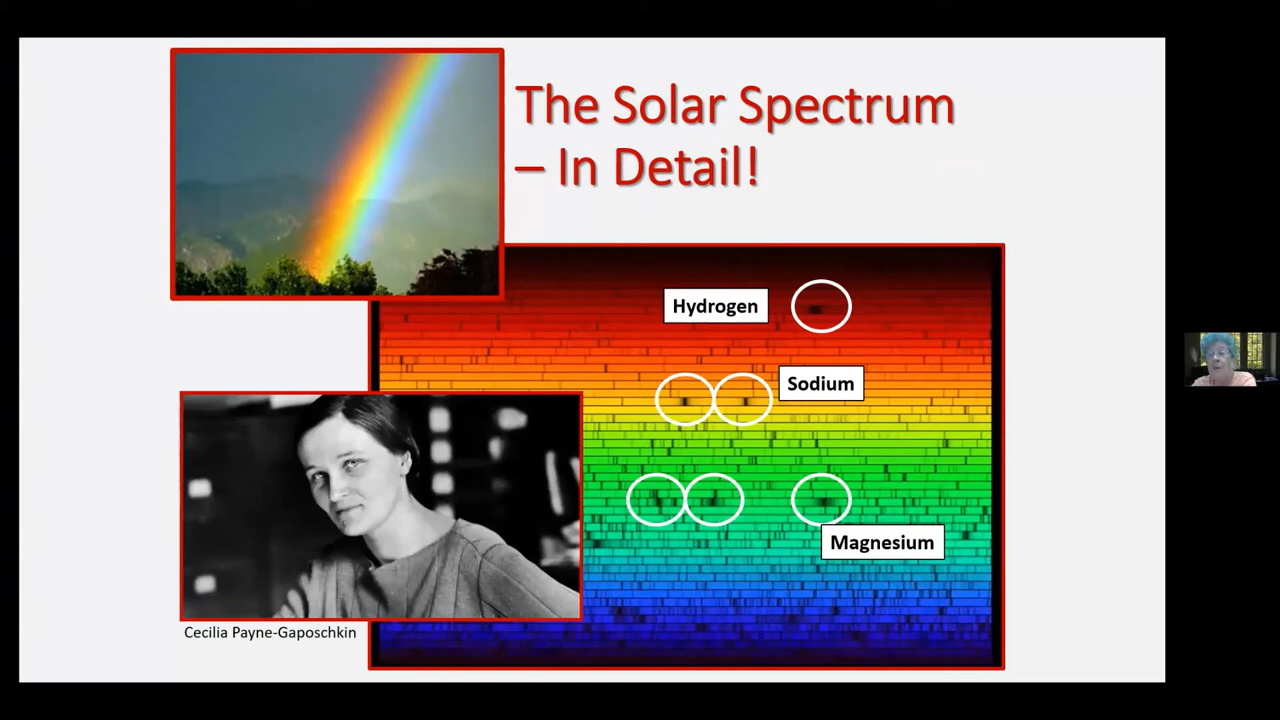 The Solar Spectrum
– In Detail!
Hydrogen
Sodium
Magnesium
Cecilia Payne-Gaposchkin